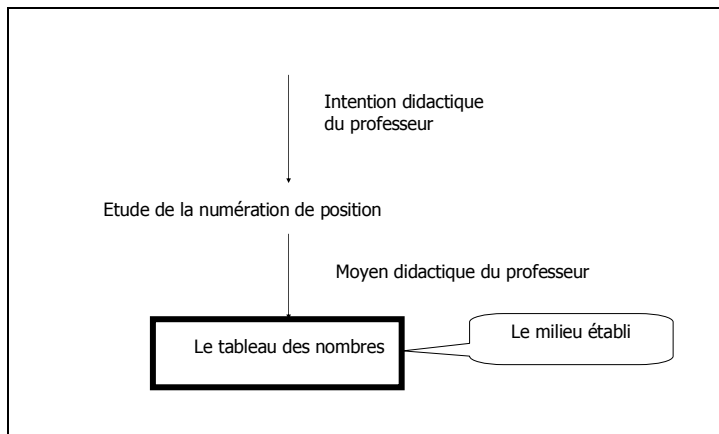 Intention didactique
du professeur
Etude de la numération de position
Moyen didactique du professeur
Le tableau des nombres
Le milieu établi